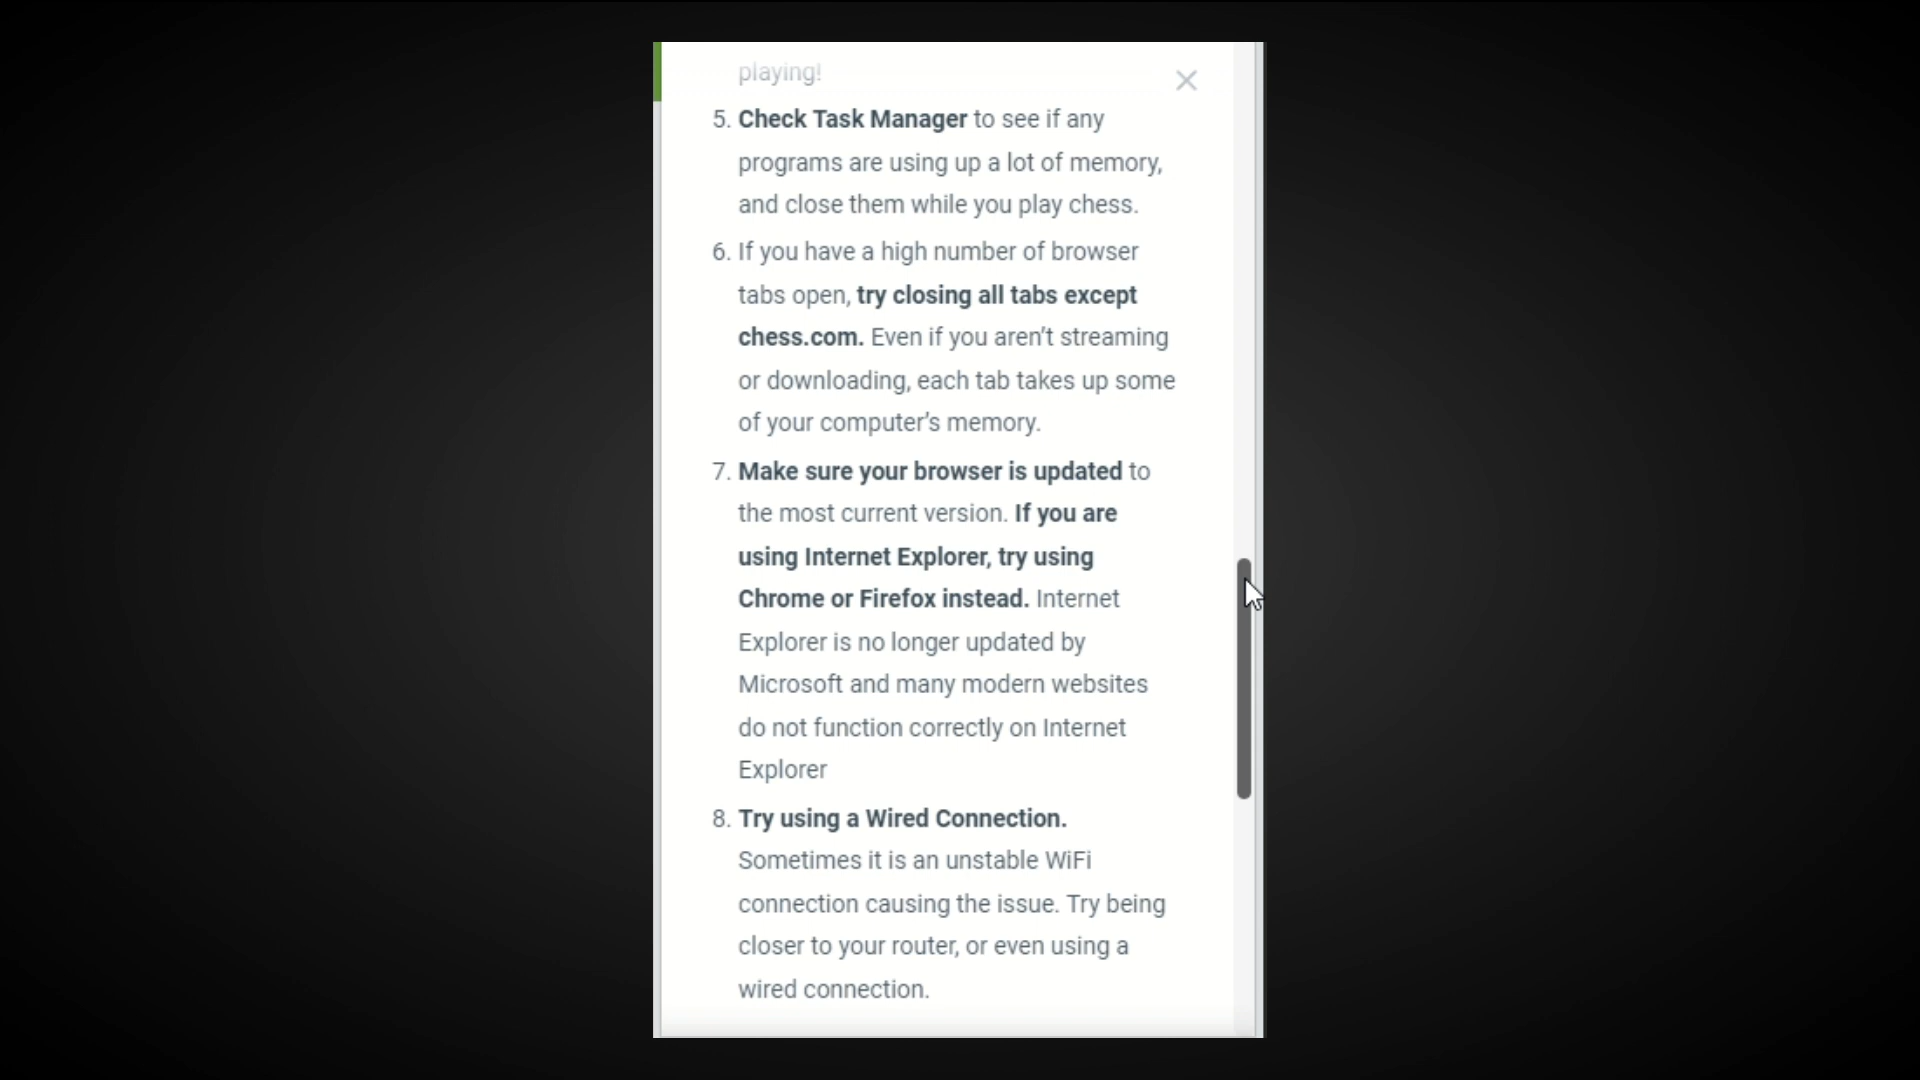 playing!
5. Check Task Manager to see if any
programs are using up a lot of memory,
and close them while you play chess.
6. If you have a high number of browser
tabs open, try closing all tabs except
chess.com. Even if you aren’t streaming
or downloading, each tab takes up some
of your computer’s memory.
7. Make sure your browser is updated to
the most current version. If you are
using Internet Explorer, try using
Chrome or Firefox instead. Internet
Explorer is no longer updated by
Microsoft and many modern websites
do not function correctly on Internet
Explorer
8. Try using a Wired Connection.
Sometimes it is an unstable WiFi
connection causing the issue. Try being
closer to your router, or even using a
wired connection.